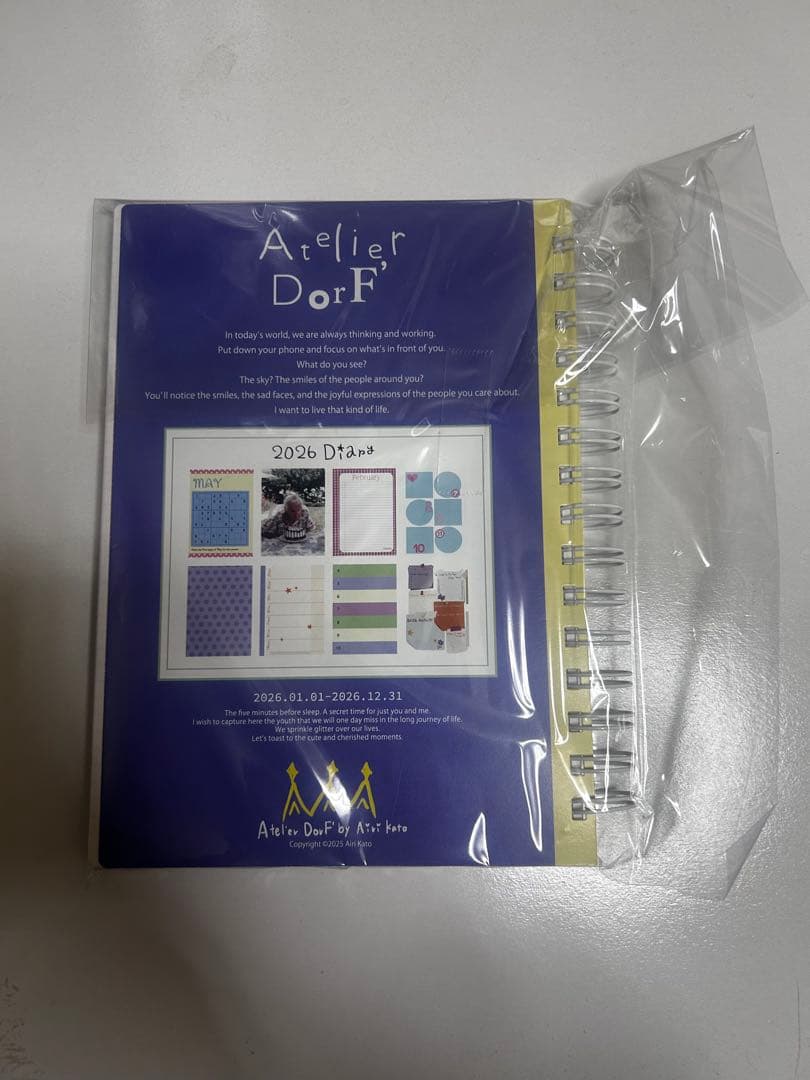 Atelier
DorF'
In today's world, we are always thinking and working.
Put down your phone and focus on what's in front of you.
What do you see?
The sky? The smiles of the people around you?
You'll notice the smiles, the sad faces, and the joyful expressions of the people you care about.
I want to live that kind of life.
2026 Diary
MAY
February
10
2026.01.01-2026.12.31
The five minutes before sleep. A secret time for just you and me.
I wish to capture here the youth that we will one day miss in the long journey of life.
We sprinkle glitter over our lives.
Let's toast to the cute and cherished moments.
Atelier DorF' by Airi Kato
Copyright ©2025 Airi Kato